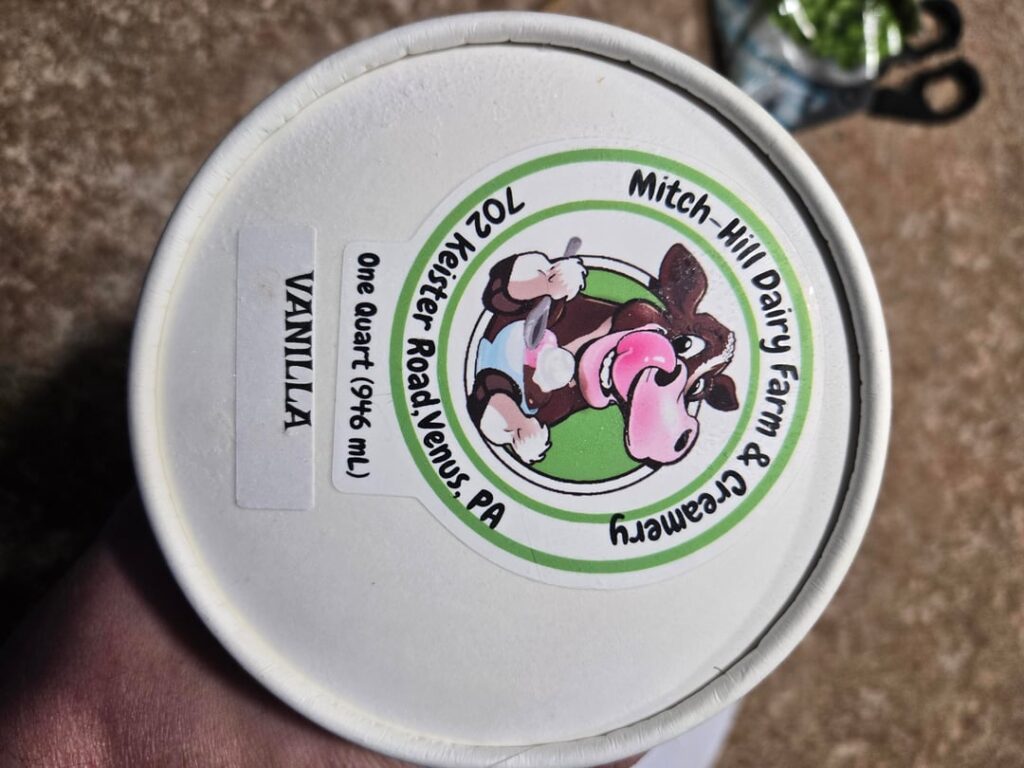 Mitch-Hill Dairy Farm & Creamery
702 Keister Road, Venus, PA
One Quart (946 mL)
VANILLA